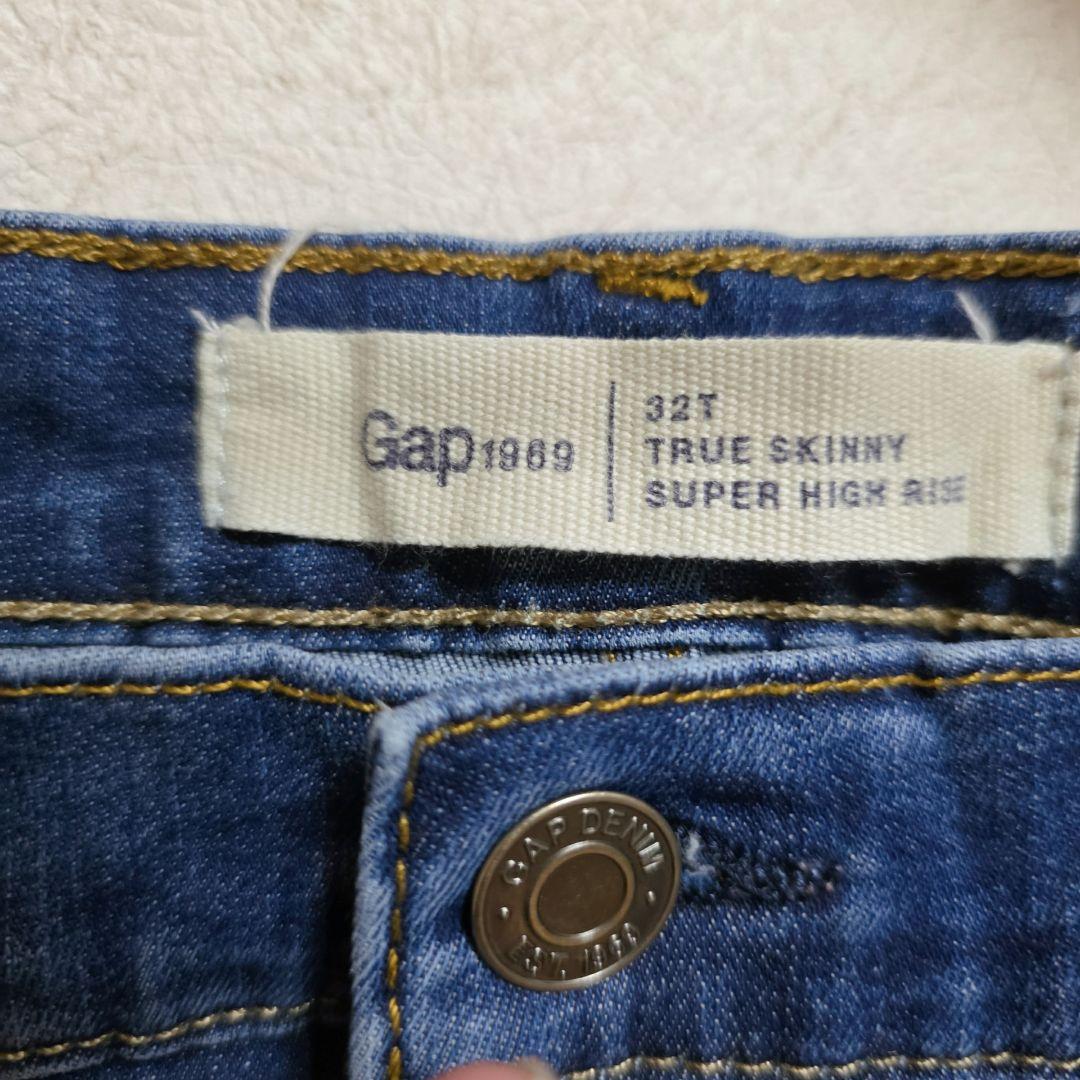 Gap1969
32T
TRUE SKINNY
SUPER HIGH RISE
GAP DENIM
EST. 1969